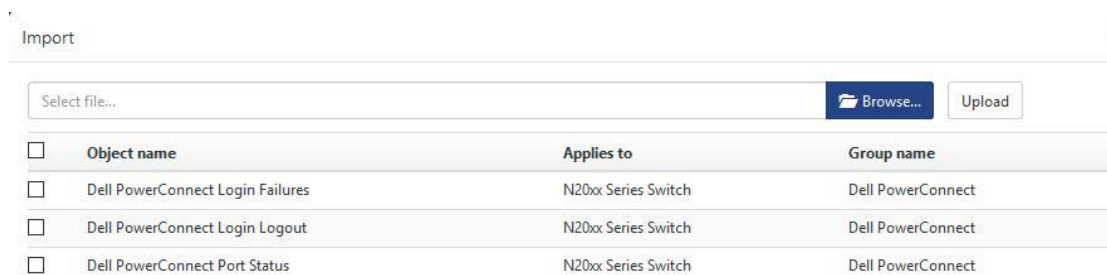 Import
Select file... Browse... Upload
Object name Applies to Group name
Dell PowerConnect Login Failures N20xx Series Switch Dell PowerConnect
Dell PowerConnect Login Logout N20xx Series Switch Dell PowerConnect
Dell PowerConnect Port Status N20xx Series Switch Dell PowerConnect